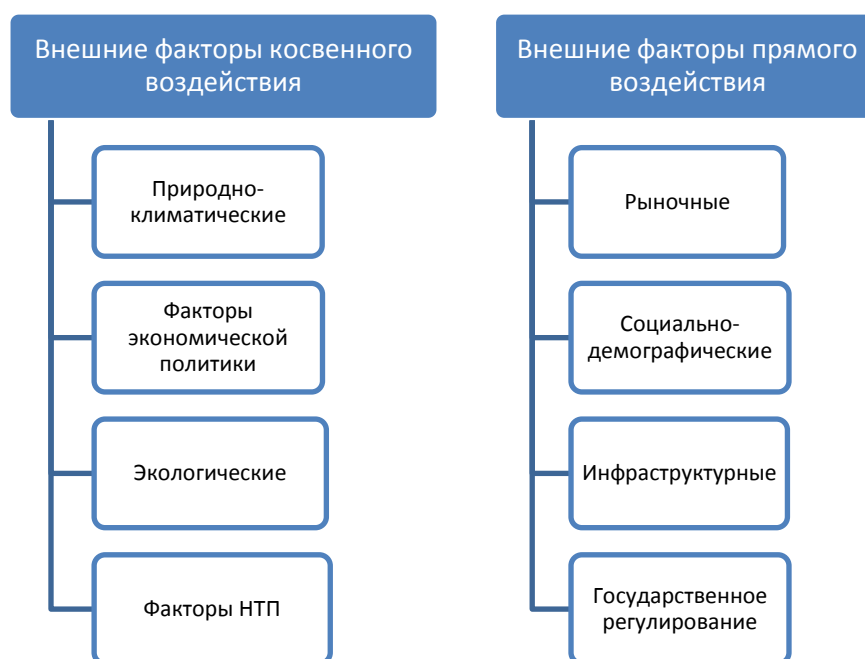 Внешние факторы косвенного
воздействия
Природно-
климатические
Факторы
экономической
политики
Экологические
Факторы НТП
Внешние факторы прямого
воздействия
Рыночные
Социально-
демографические
Инфраструктурные
Государственное
регулирование